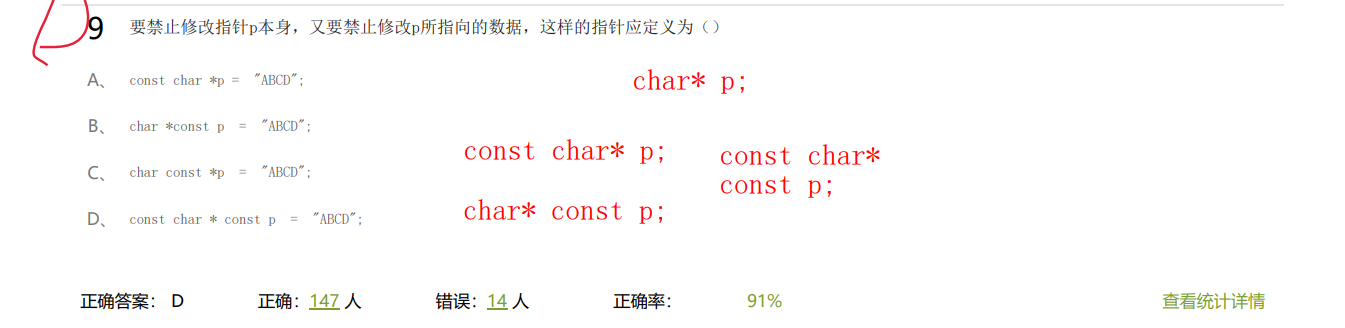 9 要禁止修改指针p本身，又要禁止修改p所指向的数据，这样的指针应定义为（）
A、 const char *p = "ABCD";
char* p;
B、 char *const p = "ABCD";
const char* p;
const char*
const p;
C、 char const *p = "ABCD";
char* const p;
D、 const char * const p = "ABCD";
正确答案： D 正确：147 人 错误：14 人 正确率： 91% 查看统计详情